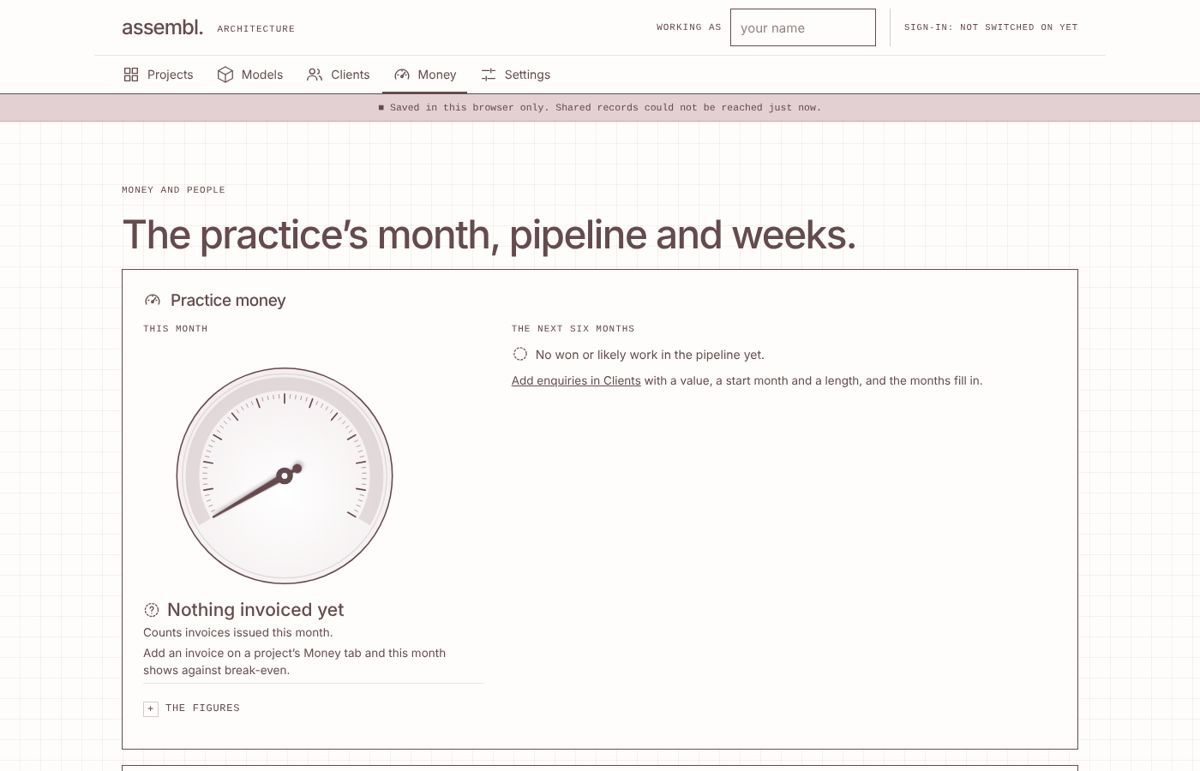 assembl. ARCHITECTURE
WORKING AS your name SIGN-IN: NOT SWITCHED ON YET
Projects Models Clients Money Settings
Saved in this browser only. Shared records could not be reached just now.
MONEY AND PEOPLE
The practice’s month, pipeline and weeks.
Practice money
THIS MONTH
Nothing invoiced yet
Counts invoices issued this month.
Add an invoice on a project’s Money tab and this month
shows against break-even.
+ THE FIGURES
THE NEXT SIX MONTHS
No won or likely work in the pipeline yet.
Add enquiries in Clients with a value, a start month and a length, and the months fill in.